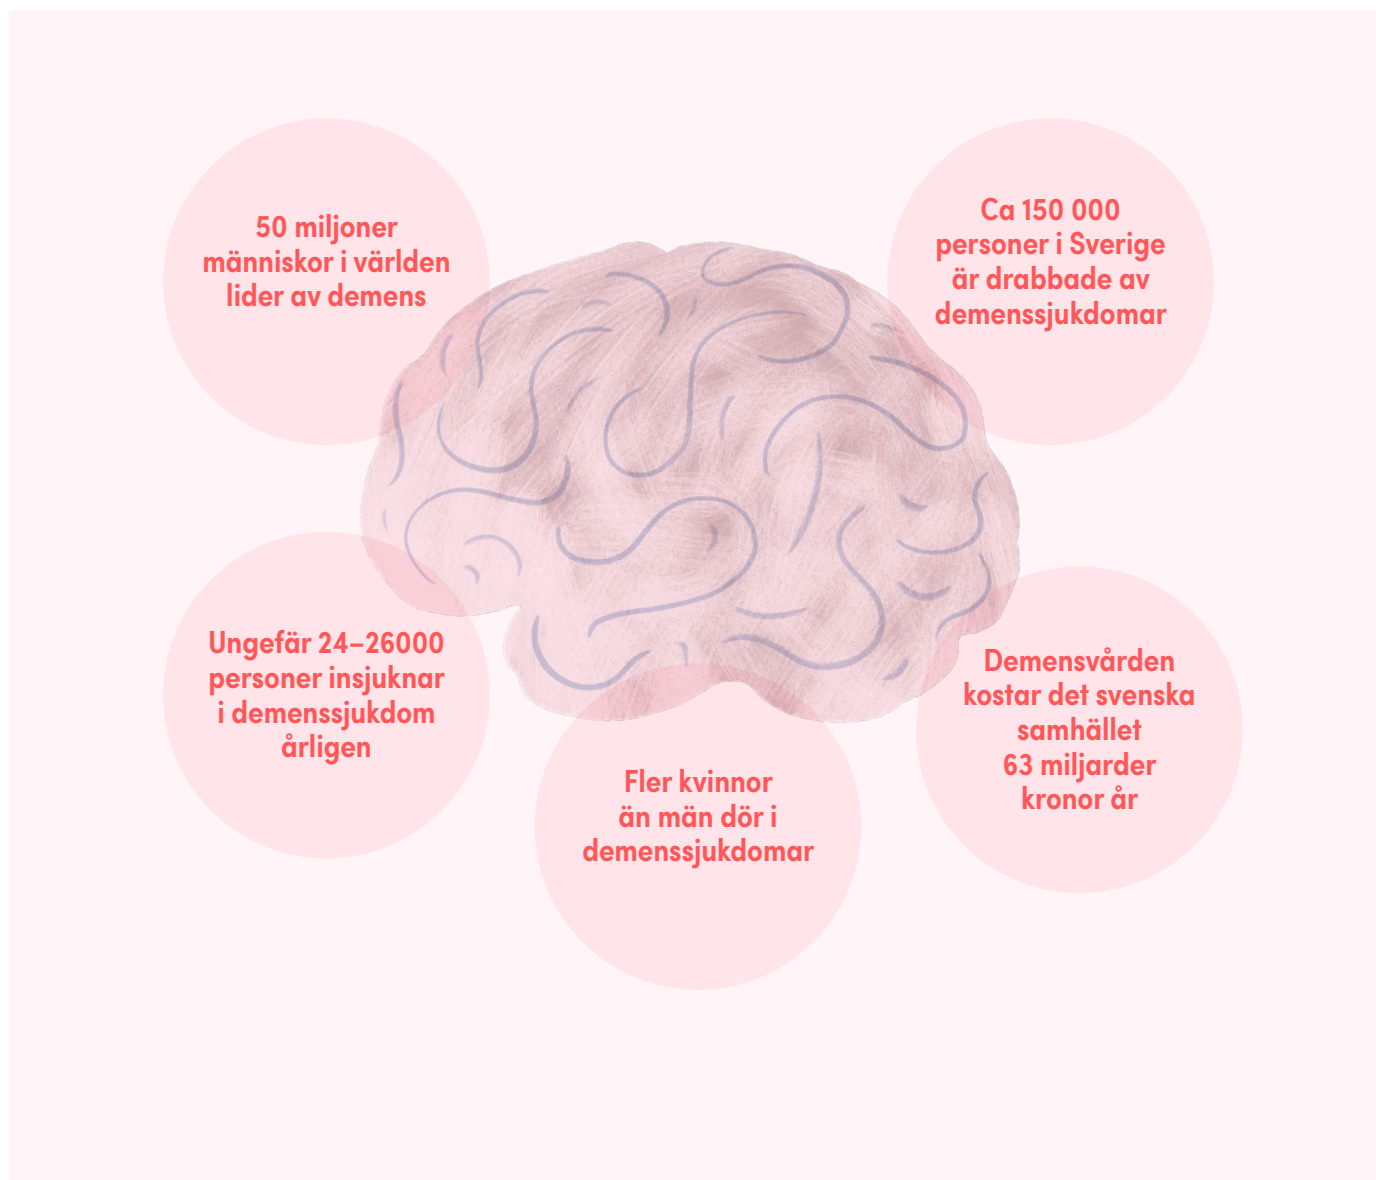 50 miljoner
människor i världen
lider av demens
Ca 150 000
personer i Sverige
är drabbade av
demenssjukdomar
Ungefär 24–26000
personer insjuknar
i demenssjukdom
årligen
Fler kvinnor
än män dör i
demenssjukdomar
Demensvården
kostar det svenska
samhället
63 miljarder
kronor år